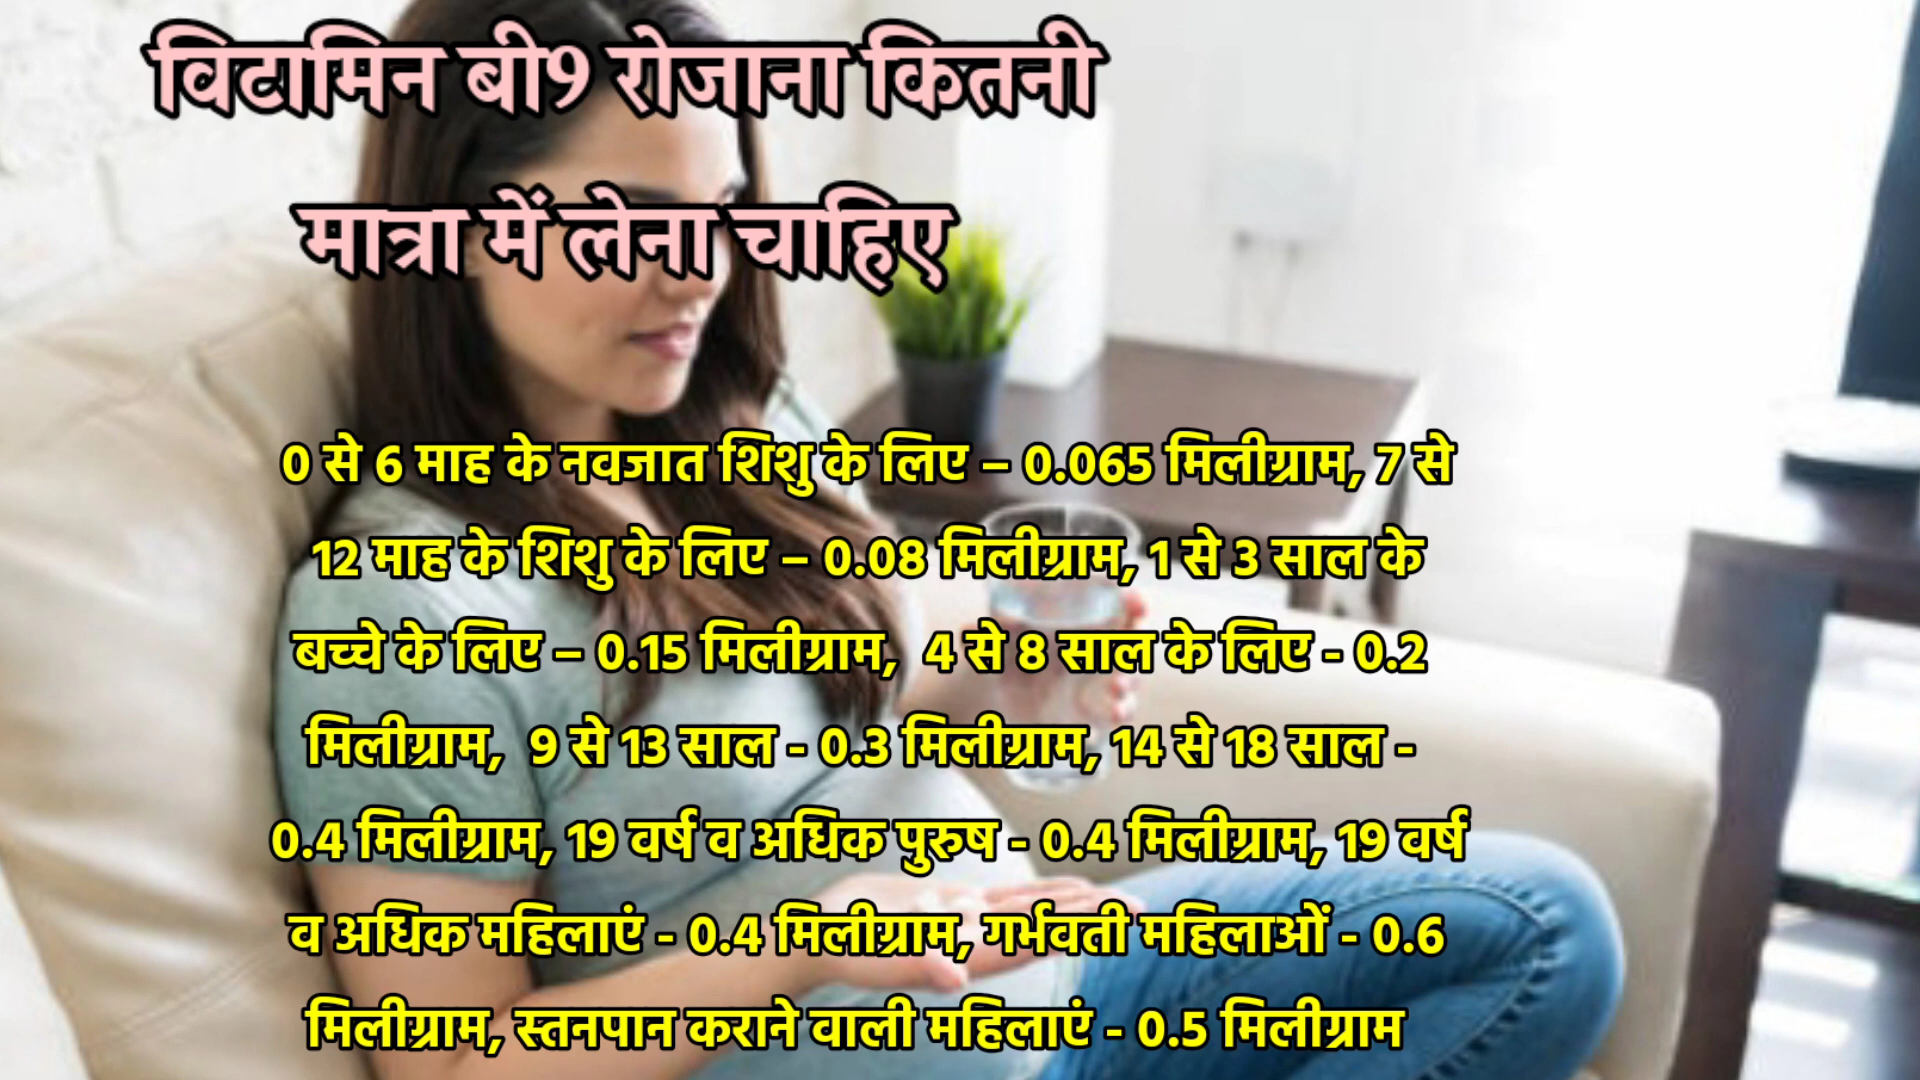 विटामिन बी9 रोजाना कितनी
मात्रा में लेना चाहिए
0 से 6 माह के नवजात शिशु के लिए – 0.065 मिलीग्राम, 7 से
12 माह के शिशु के लिए – 0.08 मिलीग्राम, 1 से 3 साल के
बच्चे के लिए – 0.15 मिलीग्राम,  4 से 8 साल के लिए - 0.2
मिलीग्राम,  9 से 13 साल - 0.3 मिलीग्राम, 14 से 18 साल -
0.4 मिलीग्राम, 19 वर्ष व अधिक पुरुष - 0.4 मिलीग्राम, 19 वर्ष
व अधिक महिलाएं - 0.4 मिलीग्राम, गर्भवती महिलाओं - 0.6
मिलीग्राम, स्तनपान कराने वाली महिलाएं - 0.5 मिलीग्राम